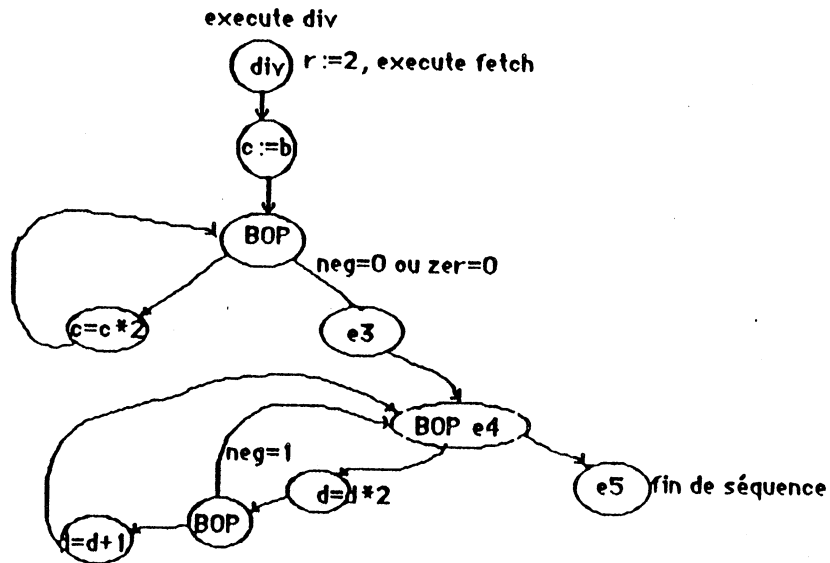 execute div
div r :=2, execute fetch
c :=b
BOP
neg=0 ou zer=0
c=c*2
e3
BOP e4
neg=1
d=d*2
e5 fin de séquence
BOP
d=d+1